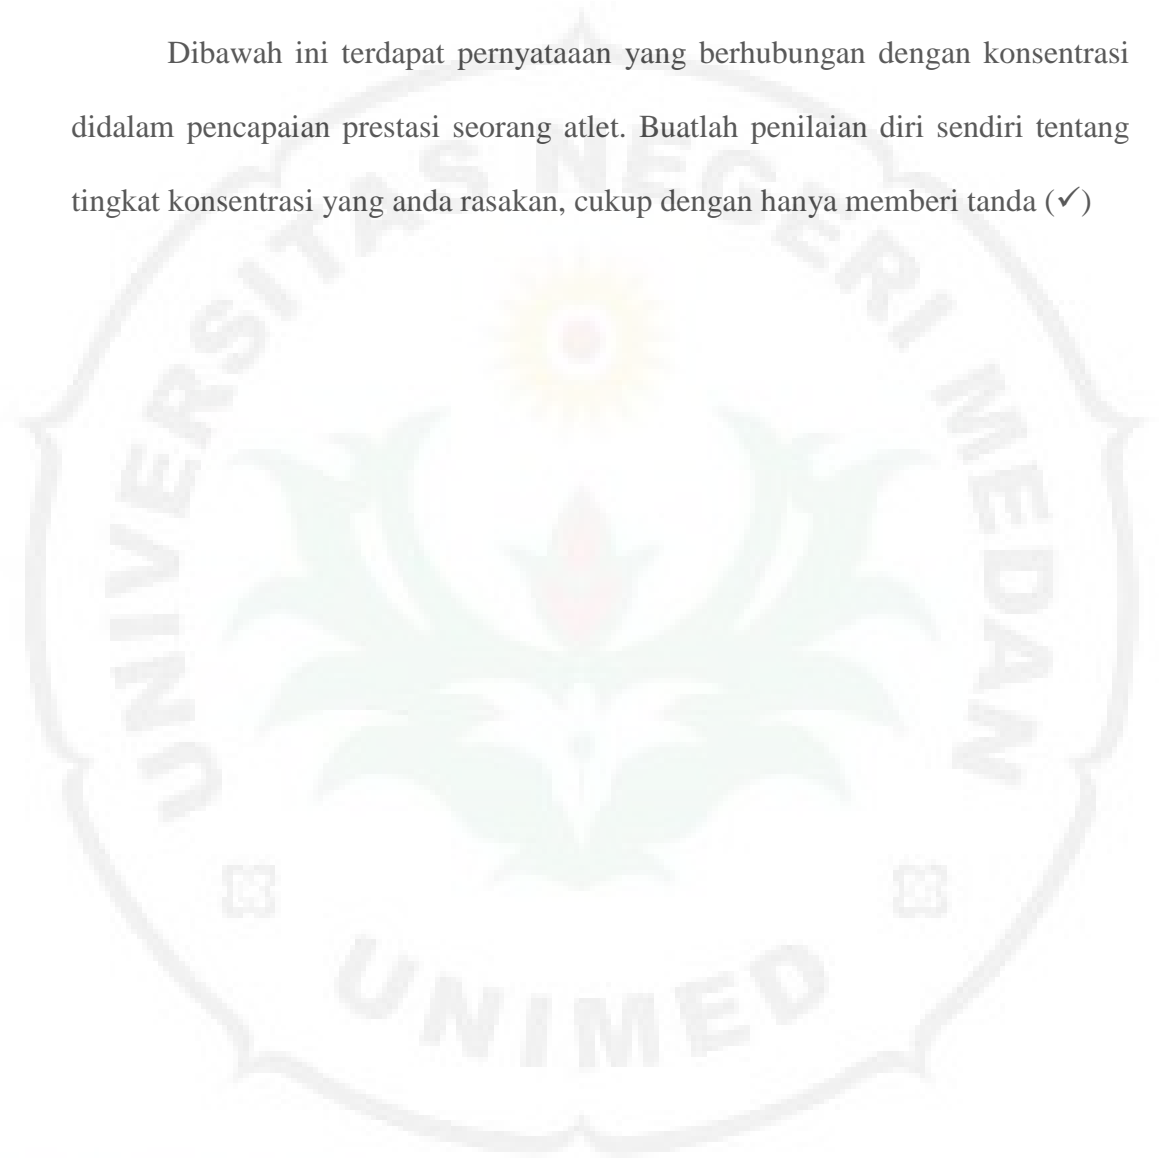 Dibawah ini terdapat pernyataaan yang berhubungan dengan konsentrasi
didalam pencapaian prestasi seorang atlet. Buatlah penilaian diri sendiri tentang
tingkat konsentrasi yang anda rasakan, cukup dengan hanya memberi tanda (✓)
UNIVERSITAS NEGERI MEDAN
UNIMED